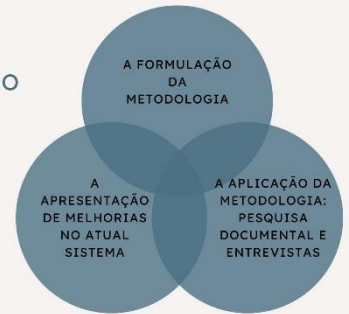 A FORMULAÇÃO
DA
METODOLOGIA
A
APRESENTAÇÃO
DE MELHORIAS
NO ATUAL
SISTEMA
A APLICAÇÃO DA
METODOLOGIA:
PESQUISA
DOCUMENTAL E
ENTREVISTAS